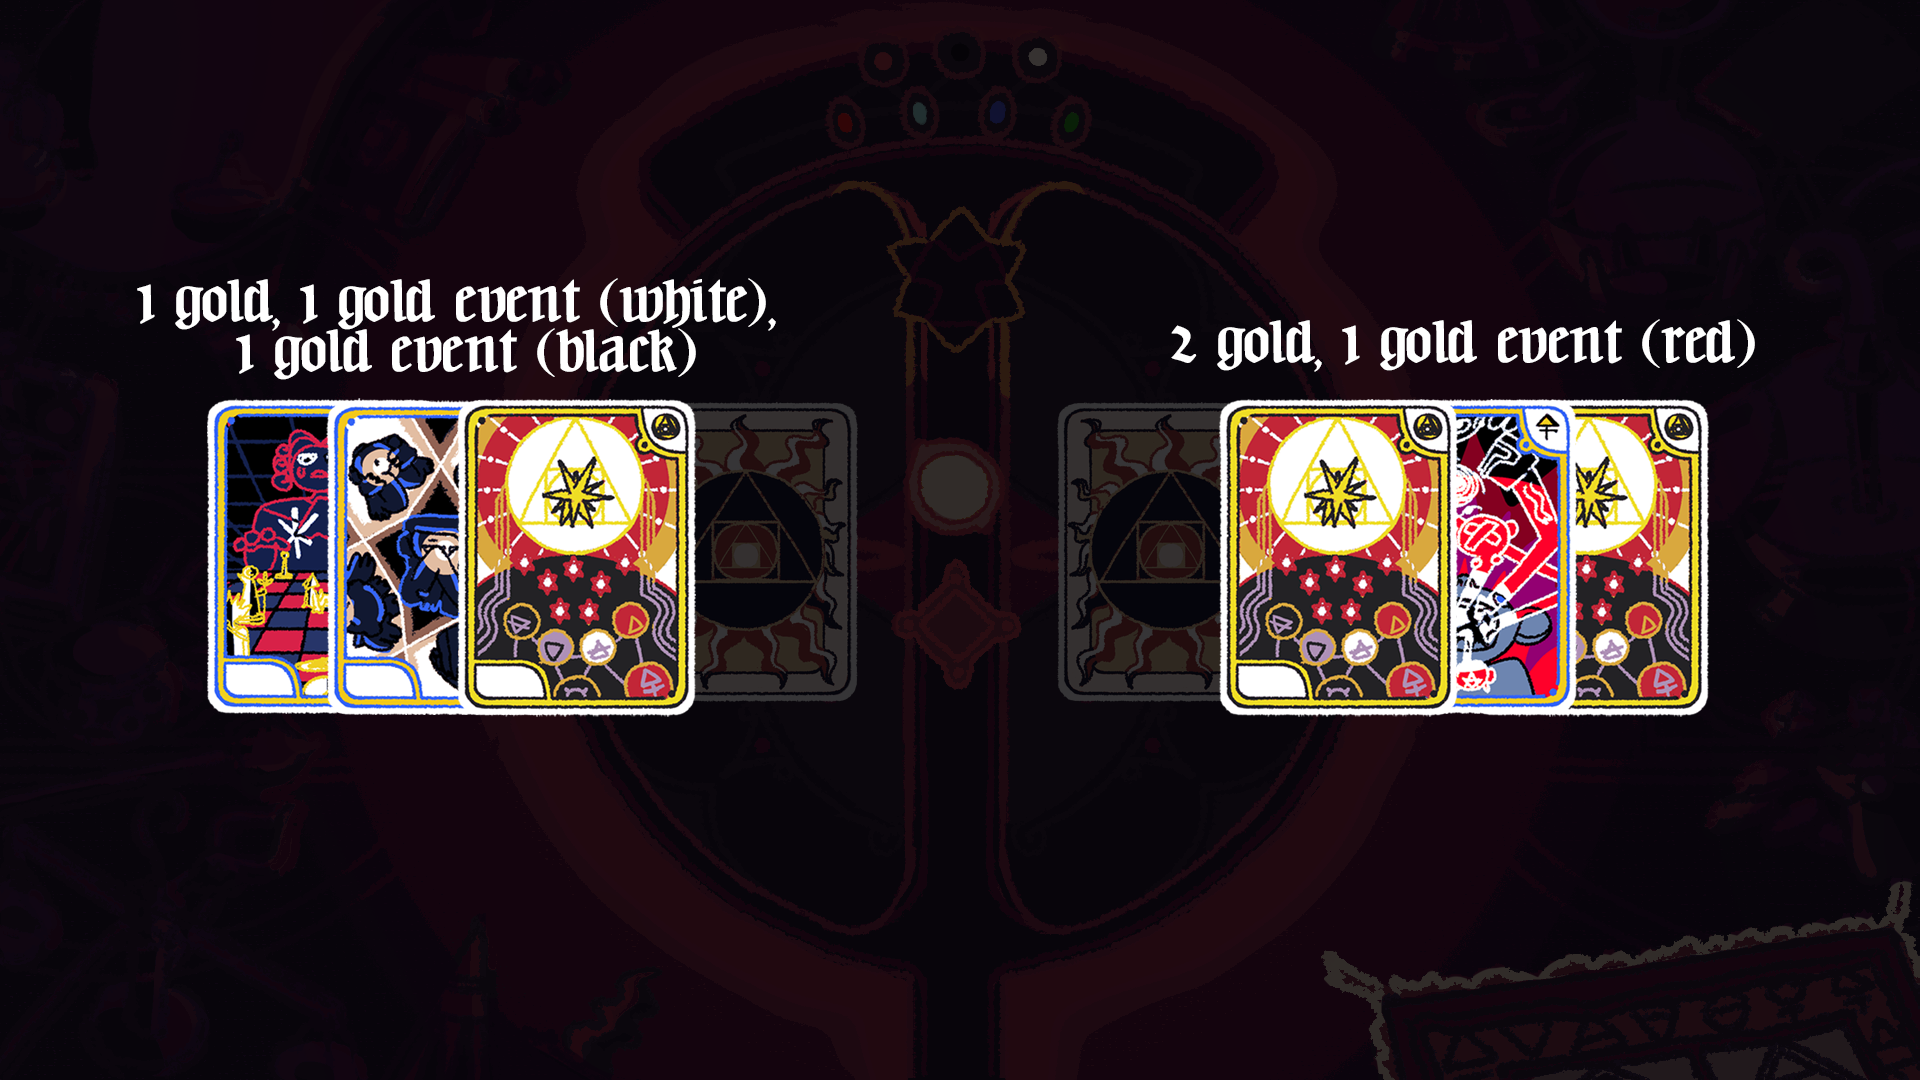 1 gold, 1 gold event (white),
1 gold event (black)
2 gold, 1 gold event (red)